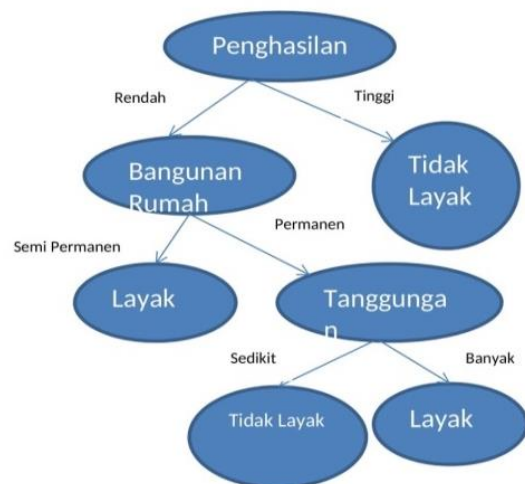 Penghasilan
Rendah
Tinggi
Bangunan
Rumah
Tidak
Layak
Semi Permanen
Permanen
Layak
Tanggunga
n
Sedikit
Banyak
Tidak Layak
Layak